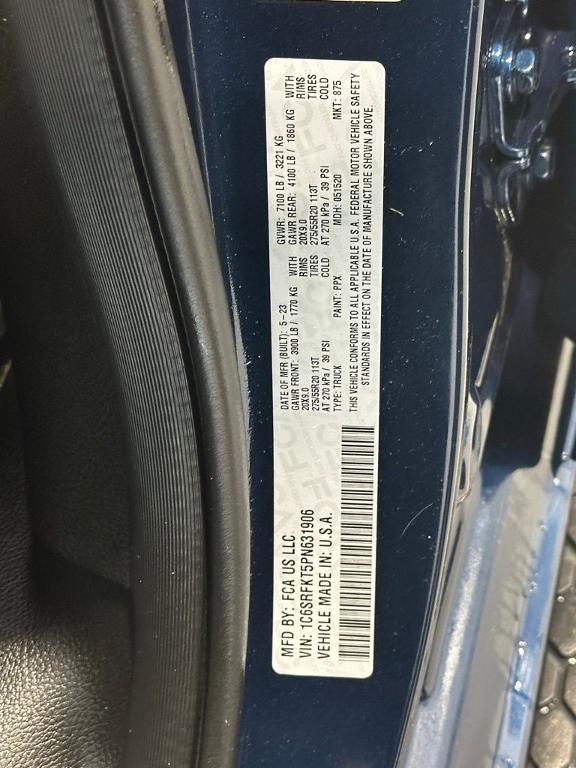 MFD BY: FCA US LLC
VIN: 1C6SRFKT5PN631906
VEHICLE MADE IN: U.S.A.
DATE OF MFR (BUILT): 5-23 GVWR: 7100 LB / 3221 KG
GAWR FRONT: 3900 LB / 1770 KG WITH GAWR REAR: 4100 LB / 1860 KG WITH
20X9.0 RIMS 20X9.0 RIMS
275/55R20 113T TIRES 275/55R20 113T TIRES
AT 270 kPa / 39 PSI COLD AT 270 kPa / 39 PSI COLD
TYPE: TRUCK PAINT: PPX MDH: 051520 MKT: 875
THIS VEHICLE CONFORMS TO ALL APPLICABLE U.S.A. FEDERAL MOTOR VEHICLE SAFETY
STANDARDS IN EFFECT ON THE DATE OF MANUFACTURE SHOWN ABOVE.